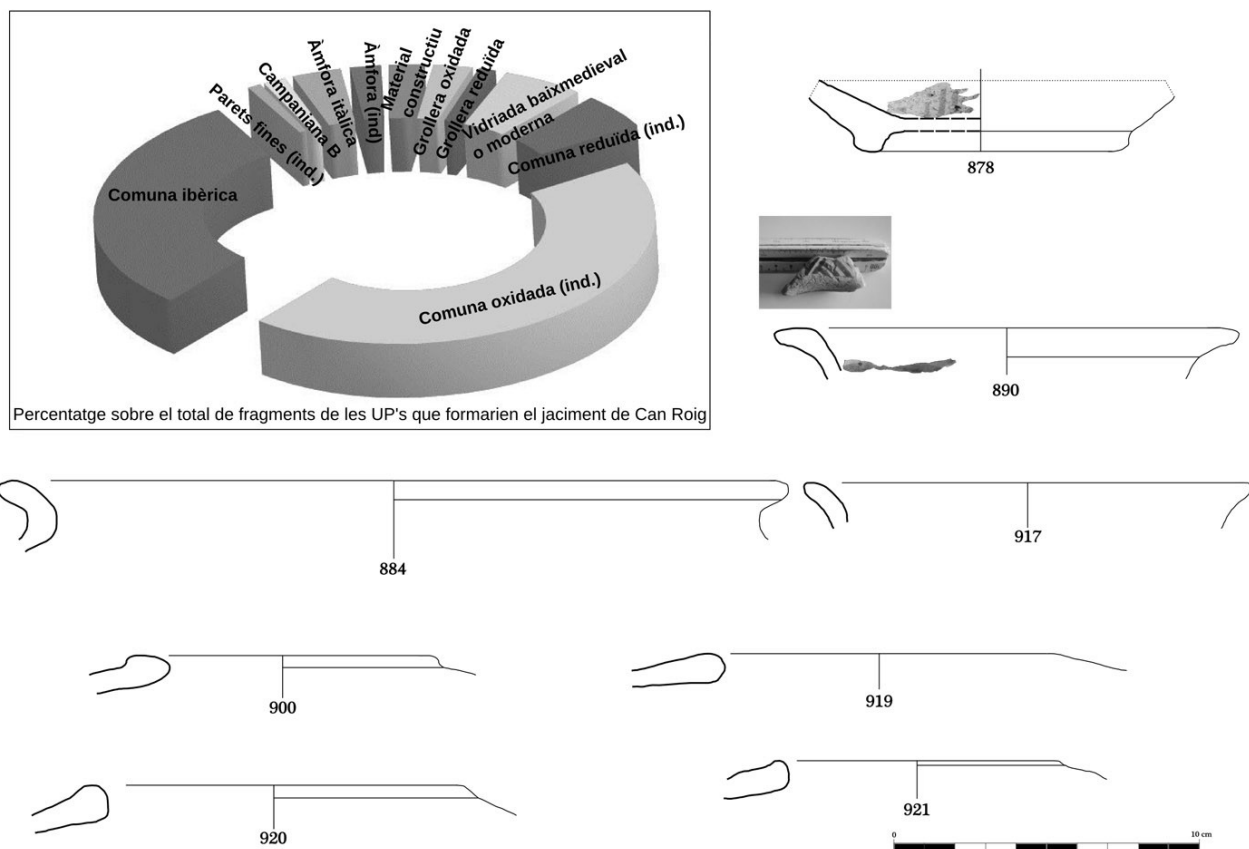 Comuna ibèrica
Parets fines (ind.)
Campaniana B
Àmfora itàlica
Àmfora (ind)
Material
constructiu
Grollera oxidada
Grollera reduïda
Vidriada baixmedieval
o moderna
Comuna reduïda (ind.)
Comuna oxidada (ind.)
Percentatge sobre el total de fragments de les UP's que formarien el jaciment de Can Roig
878
890
884
917
900
919
920
921
0 10 cm